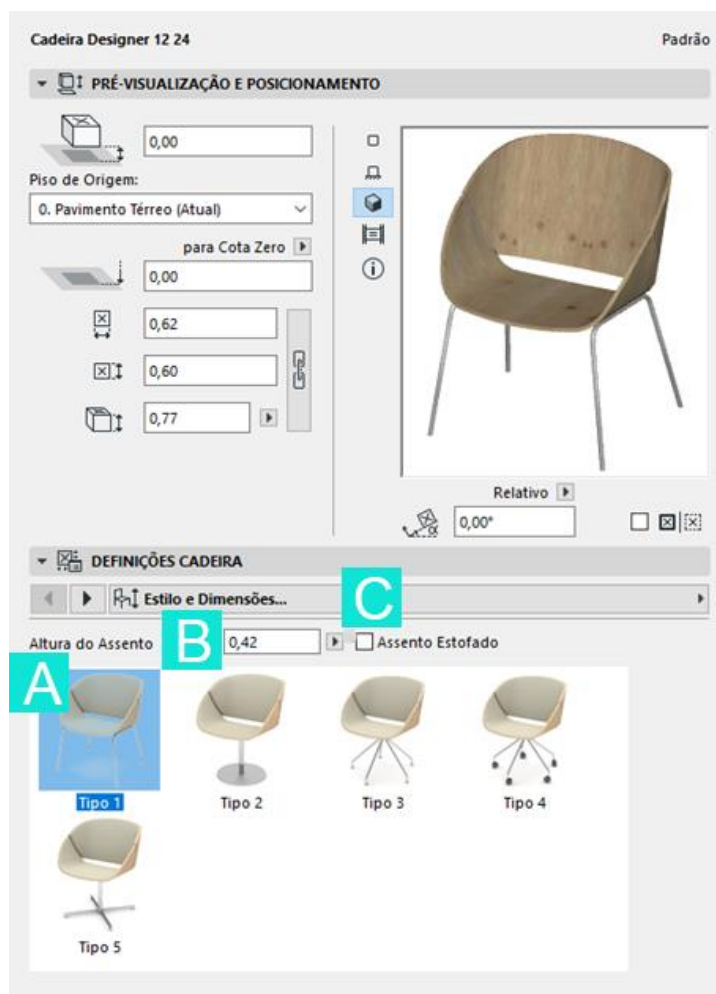 Cadeira Designer 12 24 Padrão
PRÉ-VISUALIZAÇÃO E POSICIONAMENTO
0,00
Piso de Origem:
0. Pavimento Térreo (Atual)
para Cota Zero
0,00
0,62
0,60
0,77
Relativo
α 0,00°
DEFINIÇÕES CADEIRA
Estilo e Dimensões...
C
Altura do Assento B 0,42 Assento Estofado
A
Tipo 1 Tipo 2 Tipo 3 Tipo 4
Tipo 5